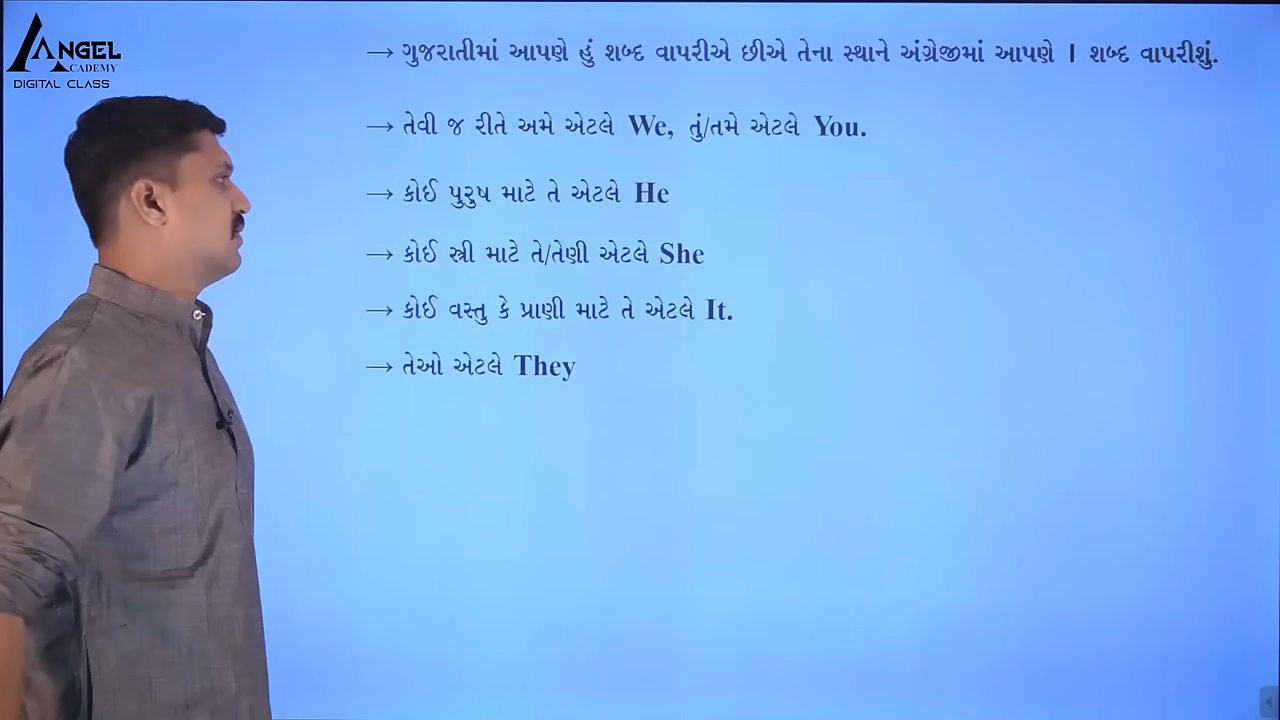 ANGEL
ACADEMY
DIGITAL CLASS
→ ગુજરાતીમાં આપણે હું શબ્દ વાપરીએ છીએ તેના સ્થાને અંગ્રેજીમાં આપણે I શબ્દ વાપરીશું.
→ તેવી જ રીતે અમે એટલે We, તું/તમે એટલે You.
→ કોઈ પુરુષ માટે તે એટલે He
→ કોઈ સ્ત્રી માટે તે/તેણી એટલે She
→ કોઈ વસ્તુ કે પ્રાણી માટે તે એટલે It.
→ તેઓ એટલે They